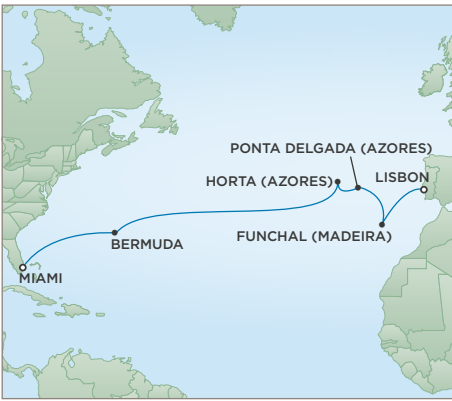 PONTA DELGADA (AZORES)
HORTA (AZORES)
LISBON
BERMUDA
FUNCHAL (MADEIRA)
MIAMI